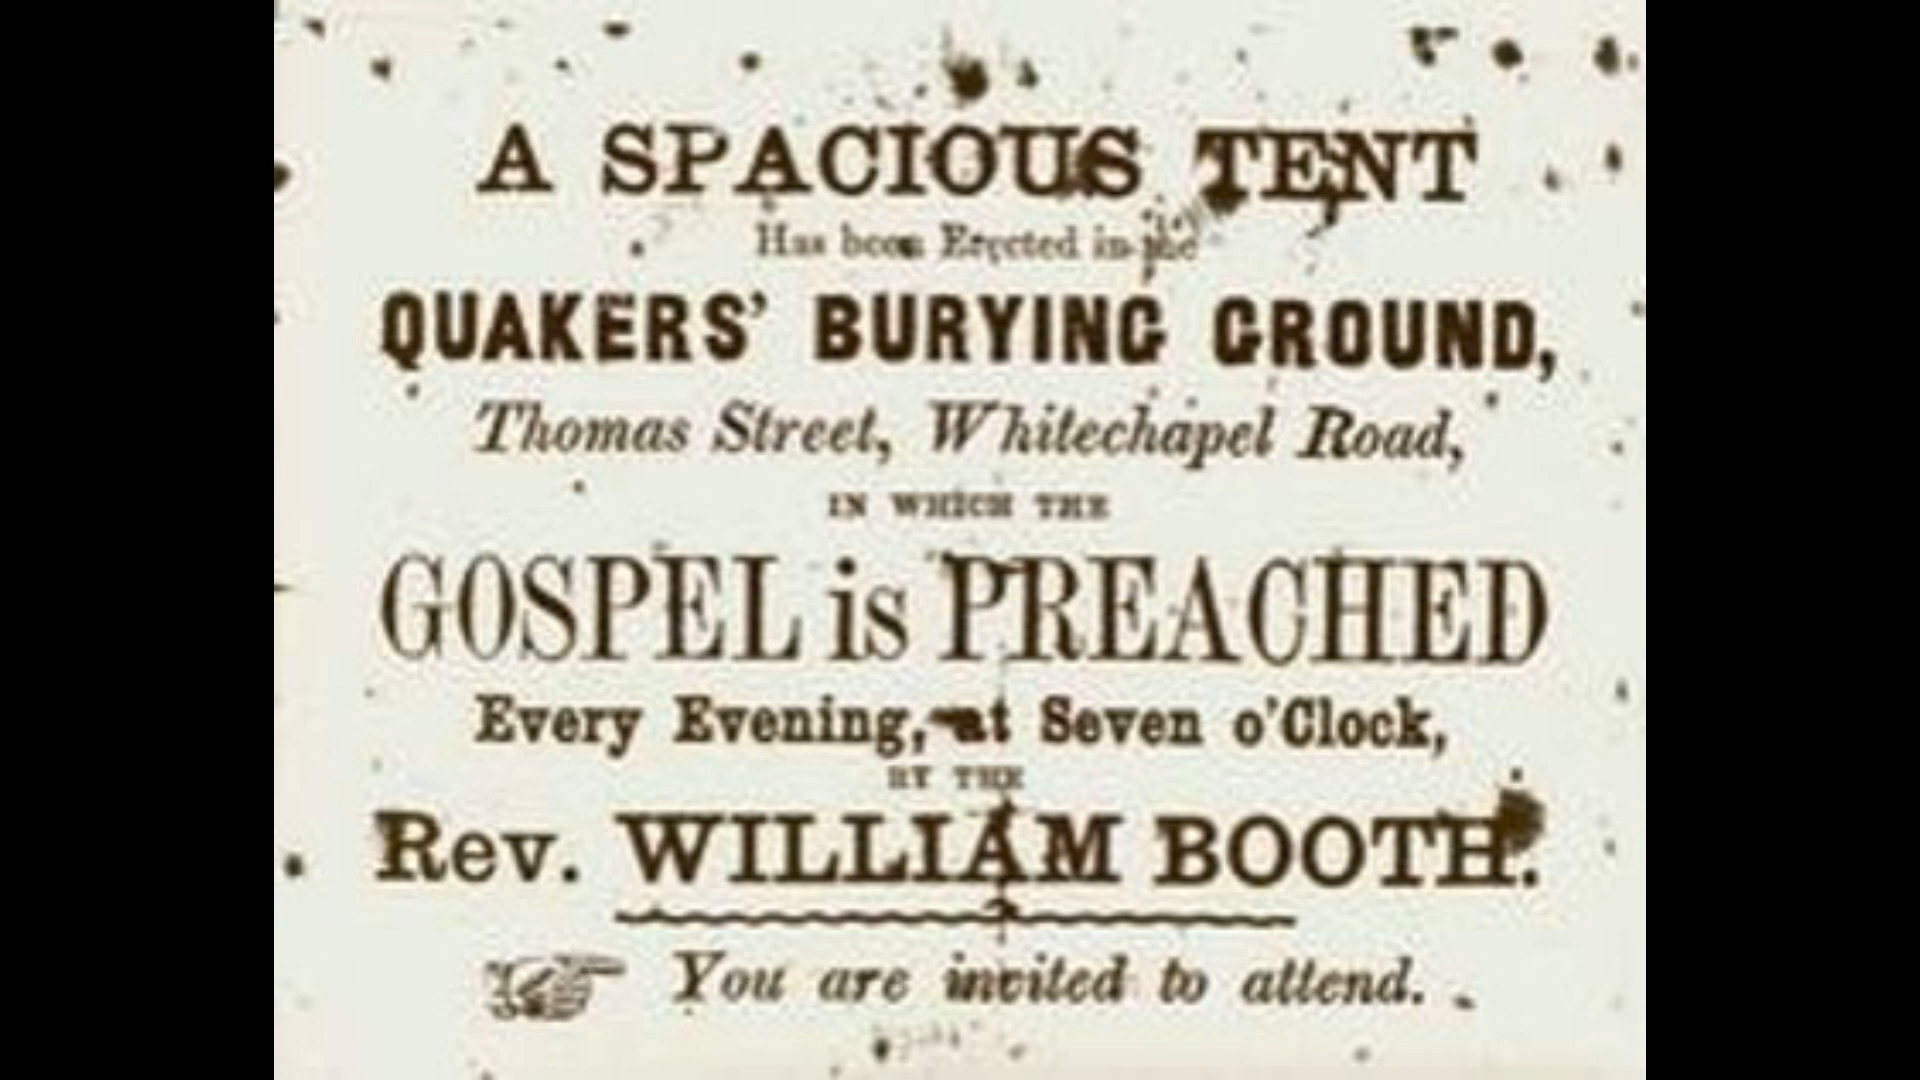 A SPACIOUS TENT
Has been Erected in the
QUAKERS' BURYING GROUND,
Thomas Street, Whitechapel Road,
IN WHICH THE
GOSPEL is PREACHED
Every Evening, at Seven o'Clock,
BY THE
Rev. WILLIAM BOOTH.
You are invited to attend.